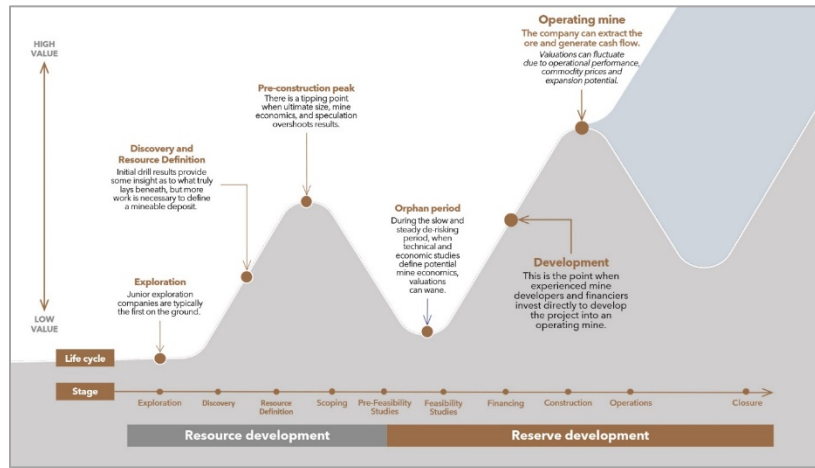 HIGH
VALUE
LOW
VALUE
Operating mine
The company can extract the
ore and generate cash flow.
Valuations can fluctuate
due to operational performance,
commodity prices and
expansion potential.
Pre-construction peak
There is a tipping point
when ultimate size, mine
economics, and speculation
overshoots results.
Discovery and
Resource Definition
Initial drill results provide
some insight as to what truly
lays beneath, but more
work is necessary to define
a mineable deposit.
Orphan period
During the slow and
steady de-risking
period, when
technical and
economic studies
define potential
mine economics,
valuations
can wane.
Development
This is the point when
experienced mine
developers and financiers
invest directly to develop
the project into an
operating mine.
Exploration
Junior exploration
companies are typically
the first on the ground.
Life cycle
Stage
Exploration
Discovery
Resource
Definition
Scoping
Pre-Feasibility
Studies
Feasibility
Studies
Financing
Construction
Operations
Closure
Resource development
Reserve development